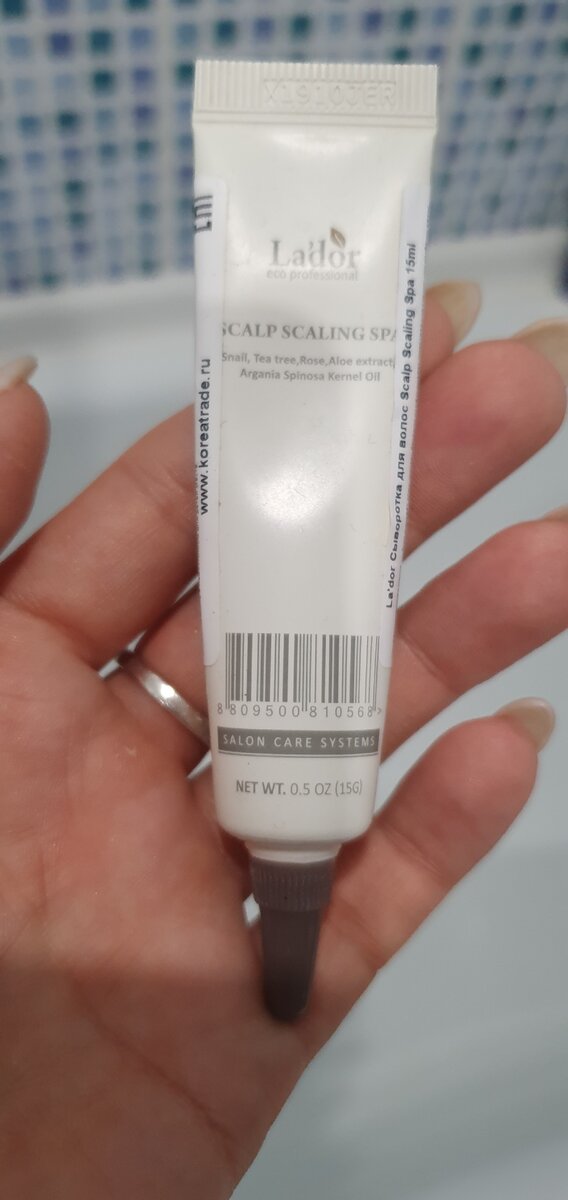 X1910JER
La'dor
eco professional
SCALP SCALING SPA
Snail, Tea tree,Rose,Aloe extract,
Argania Spinosa Kernel Oil
www.koreatrade.ru
La'dor Сыворотка для волос Scalp Scaling Spa 15ml
8 809500 810568 >
SALON CARE SYSTEMS
NET WT. 0.5 OZ (15G)